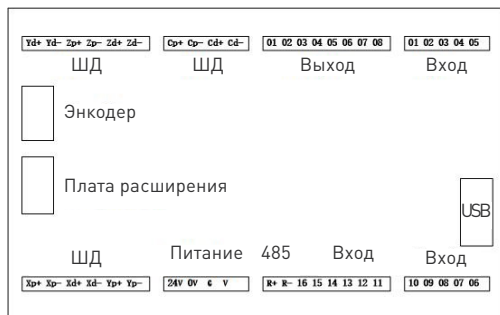 Yd+ Yd- Zp+ Zp- Zd+ Zd- Cp+ Cp- Cd+ Cd- 01 02 03 04 05 06 07 08 01 02 03 04 05
ШД ШД Выход Вход
Энкодер
Плата расширения
USB
ШД Питание 485 Вход Вход
Xp+ Xp- Xd+ Xd- Yp+ Yp- 24V 0V ¢ V R+ R- 16 15 14 13 12 11 10 09 08 07 06